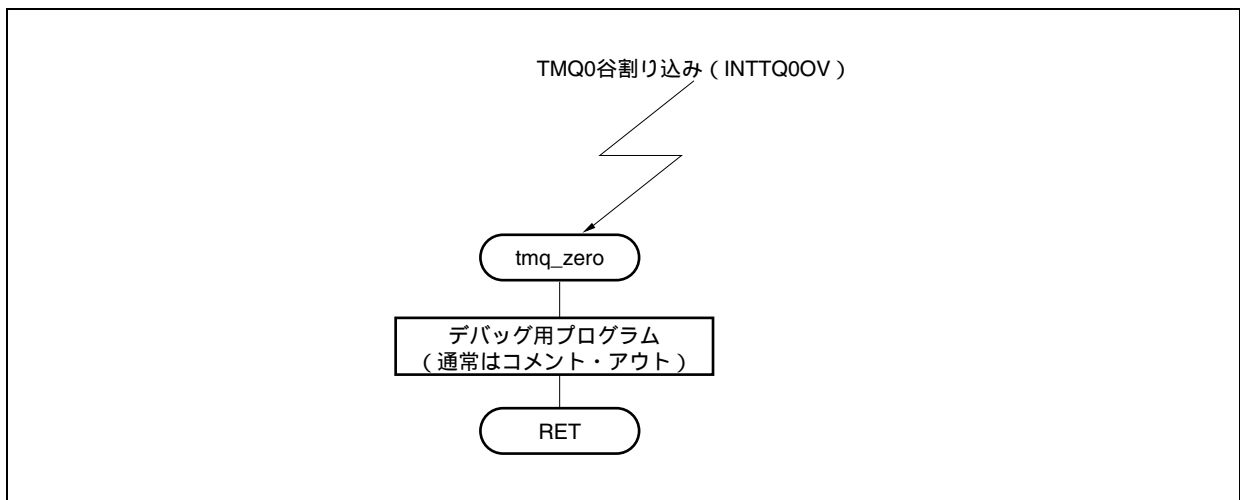 TMQ0谷割り込み（INTTQ0OV）
tmq_zero
デバッグ用プログラム
（通常はコメント・アウト）
RET